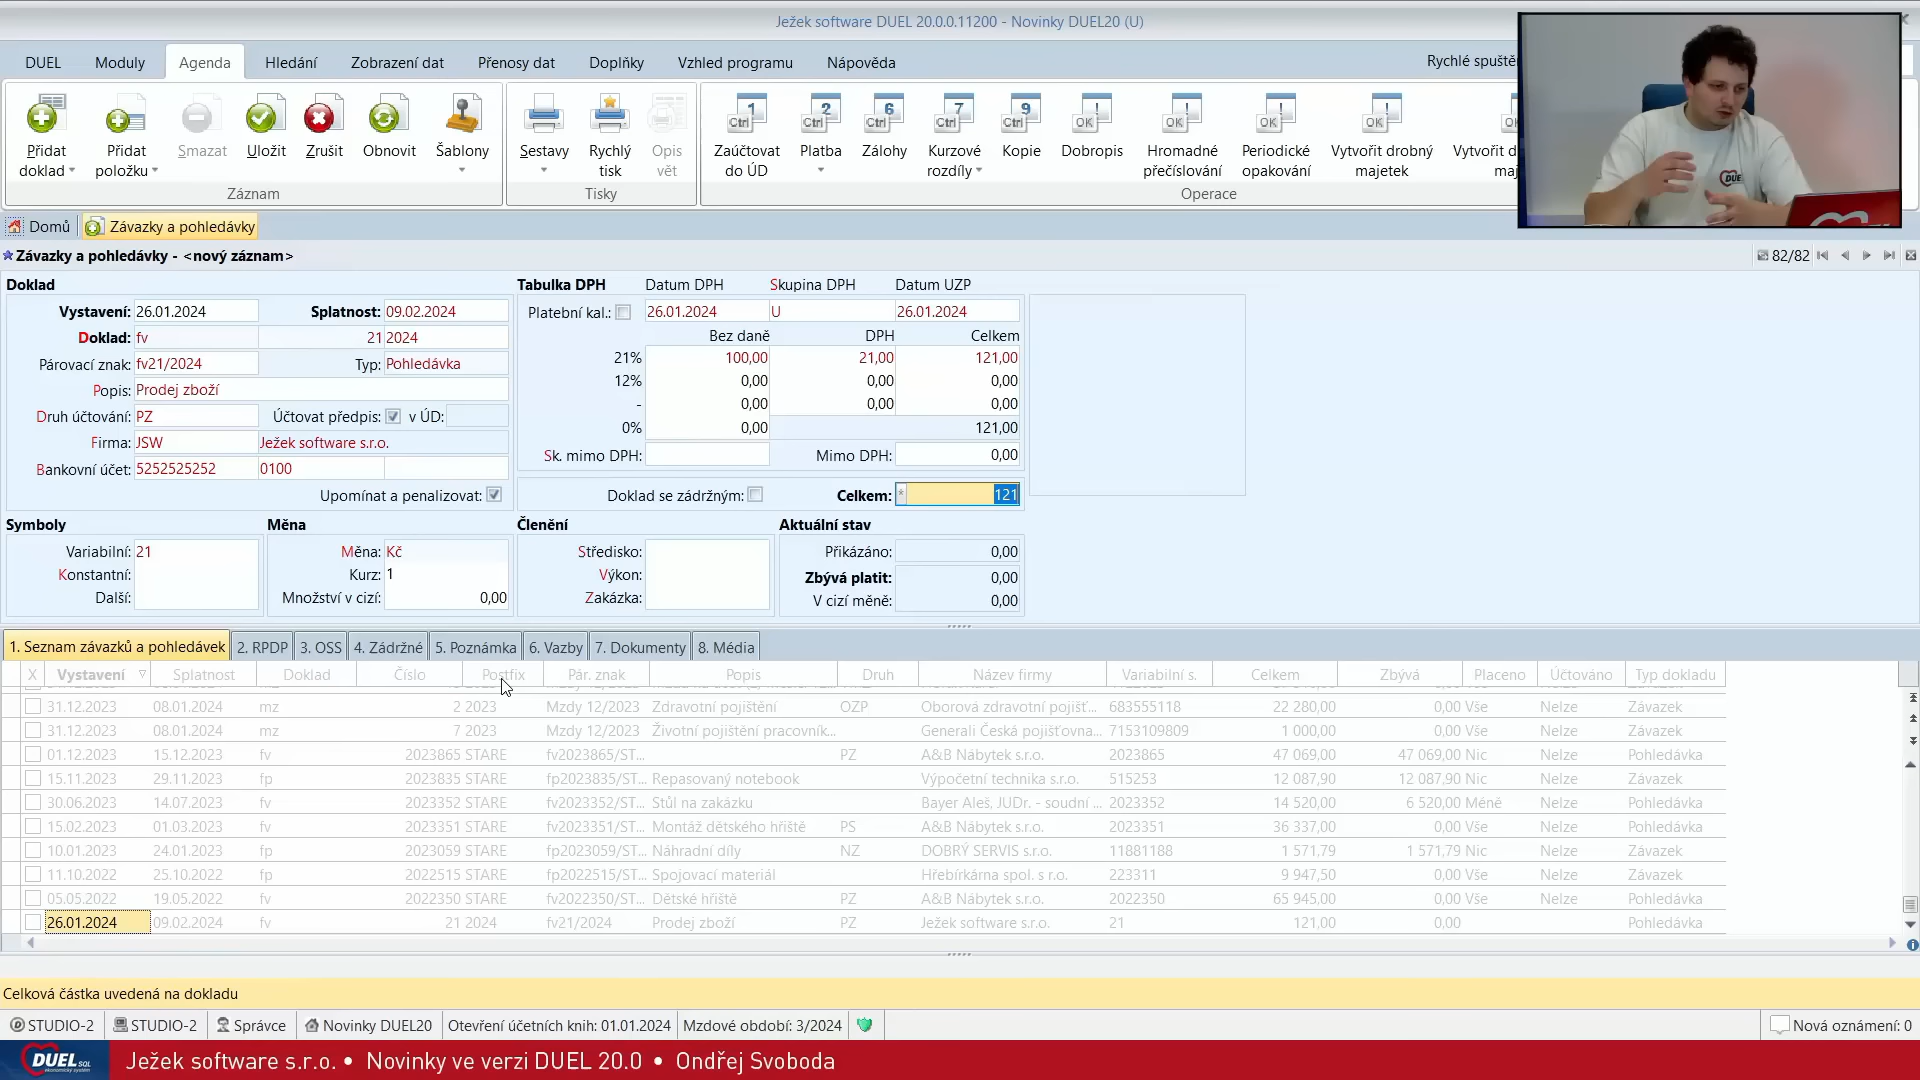 Ježek software DUEL 20.0.0.11200 - Novinky DUEL20 (U)
DUEL Moduly Agenda Hledání Zobrazení dat Přenosy dat Doplňky Vzhled programu Nápověda Rychlé spuště
Přidat doklad Přidat položku Smazat Uložit Zrušit Obnovit Šablony Sestavy Rychlý tisk Opis vět
1 Ctrl 2 Ctrl 6 Ctrl 7 Ctrl 9 Ctrl ! OK ! OK ! OK ! OK OK
Zaúčtovat do ÚD Platba Zálohy Kurzové rozdíly Kopie Dobropis Hromadné přečíslování Periodické opakování Vytvořit drobný majetek Vytvořit d maj
Záznam Tisky Operace
DUEL
Domů Závazky a pohledávky
Závazky a pohledávky - <nový záznam> 82/82
Doklad
Vystavení: 26.01.2024 Splatnost: 09.02.2024
Doklad: fv 21 2024
Párovací znak: fv21/2024 Typ: Pohledávka
Popis: Prodej zboží
Druh účtování: PZ Účtovat předpis: v ÚD:
Firma: JSW Ježek software s.r.o.
Bankovní účet: 5252525252 0100
Upomínat a penalizovat:
Tabulka DPH Datum DPH Skupina DPH Datum UZP
Platební kal.: 26.01.2024 U 26.01.2024
Bez daně DPH Celkem
21% 100,00 21,00 121,00
12% 0,00 0,00 0,00
- 0,00 0,00 0,00
0% 0,00 121,00
Sk. mimo DPH: Mimo DPH: 0,00
Doklad se zádržným: Celkem: * 121
Symboly
Variabilní: 21
Konstantní:
Další:
Měna
Měna: Kč
Kurz: 1
Množství v cizí: 0,00
Členění
Středisko:
Výkon:
Zakázka:
Aktuální stav
Přikázáno: 0,00
Zbývá platit: 0,00
V cizí měně: 0,00
1. Seznam závazků a pohledávek 2. RPDP 3. OSS 4. Zádržné 5. Poznámka 6. Vazby 7. Dokumenty 8. Média
X Vystavení Splatnost Doklad Číslo Postfix Pár. znak Popis Druh Název firmy Variabilní s. Celkem Zbývá Placeno Účtováno Typ dokladu
31.12.2023 08.01.2024 mz 2 2023 Mzdy 12/2023 Zdravotní pojištění OZP Oborová zdravotní pojišť... 683555118 22 280,00 0,00 Vše Nelze Závazek
31.12.2023 08.01.2024 mz 7 2023 Mzdy 12/2023 Životní pojištění pracovník... Generali Česká pojišťovna... 7153109809 1 000,00 0,00 Vše Nelze Závazek
01.12.2023 15.12.2023 fv 2023865 STARE fv2023865/ST... PZ A&B Nábytek s.r.o. 2023865 47 069,00 47 069,00 Nic Nelze Pohledávka
15.11.2023 29.11.2023 fp 2023835 STARE fp2023835/ST... Repasovaný notebook Výpočetní technika s.r.o. 515253 12 087,90 12 087,90 Nic Nelze Závazek
30.06.2023 14.07.2023 fv 2023352 STARE fv2023352/ST... Stůl na zakázku Bayer Aleš, JUDr. - soudní ... 2023352 14 520,00 6 520,00 Méně Nelze Pohledávka
15.02.2023 01.03.2023 fv 2023351 STARE fv2023351/ST... Montáž dětského hřiště PS A&B Nábytek s.r.o. 2023351 36 337,00 0,00 Vše Nelze Pohledávka
10.01.2023 24.01.2023 fp 2023059 STARE fp2023059/ST... Náhradní díly NZ DOBRÝ SERVIS s.r.o. 11881188 1 571,79 1 571,79 Nic Nelze Závazek
11.10.2022 25.10.2022 fp 2022515 STARE fp2022515/ST... Spojovací materiál Hřebíkárna spol. s r.o. 223311 9 947,50 0,00 Vše Nelze Závazek
05.05.2022 19.05.2022 fv 2022350 STARE fv2022350/ST... Dětské hřiště PZ A&B Nábytek s.r.o. 2022350 65 945,00 0,00 Vše Nelze Pohledávka
26.01.2024 09.02.2024 fv 21 2024 fv21/2024 Prodej zboží PZ Ježek software s.r.o. 21 121,00 0,00 Pohledávka
Celková částka uvedená na dokladu
STUDIO-2 STUDIO-2 Správce Novinky DUEL20 Otevření účetních knih: 01.01.2024 Mzdové období: 3/2024 Nová oznámení: 0
DUEL SQL ekonomický systém Ježek software s.r.o. • Novinky ve verzi DUEL 20.0 • Ondřej Svoboda